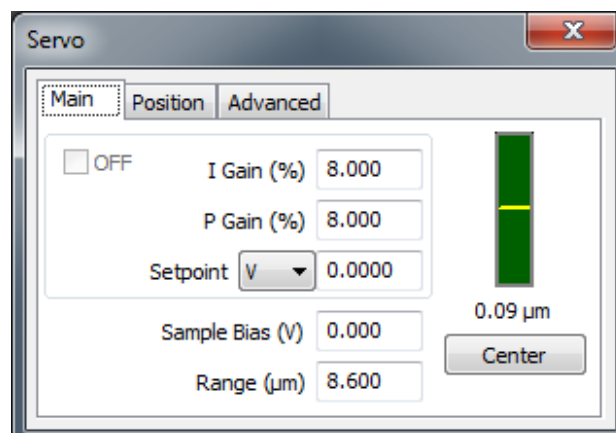 Servo
Main Position Advanced
OFF
I Gain (%) 8.000
P Gain (%) 8.000
Setpoint V 0.0000
Sample Bias (V) 0.000
Range (µm) 8.600
0.09 µm
Center